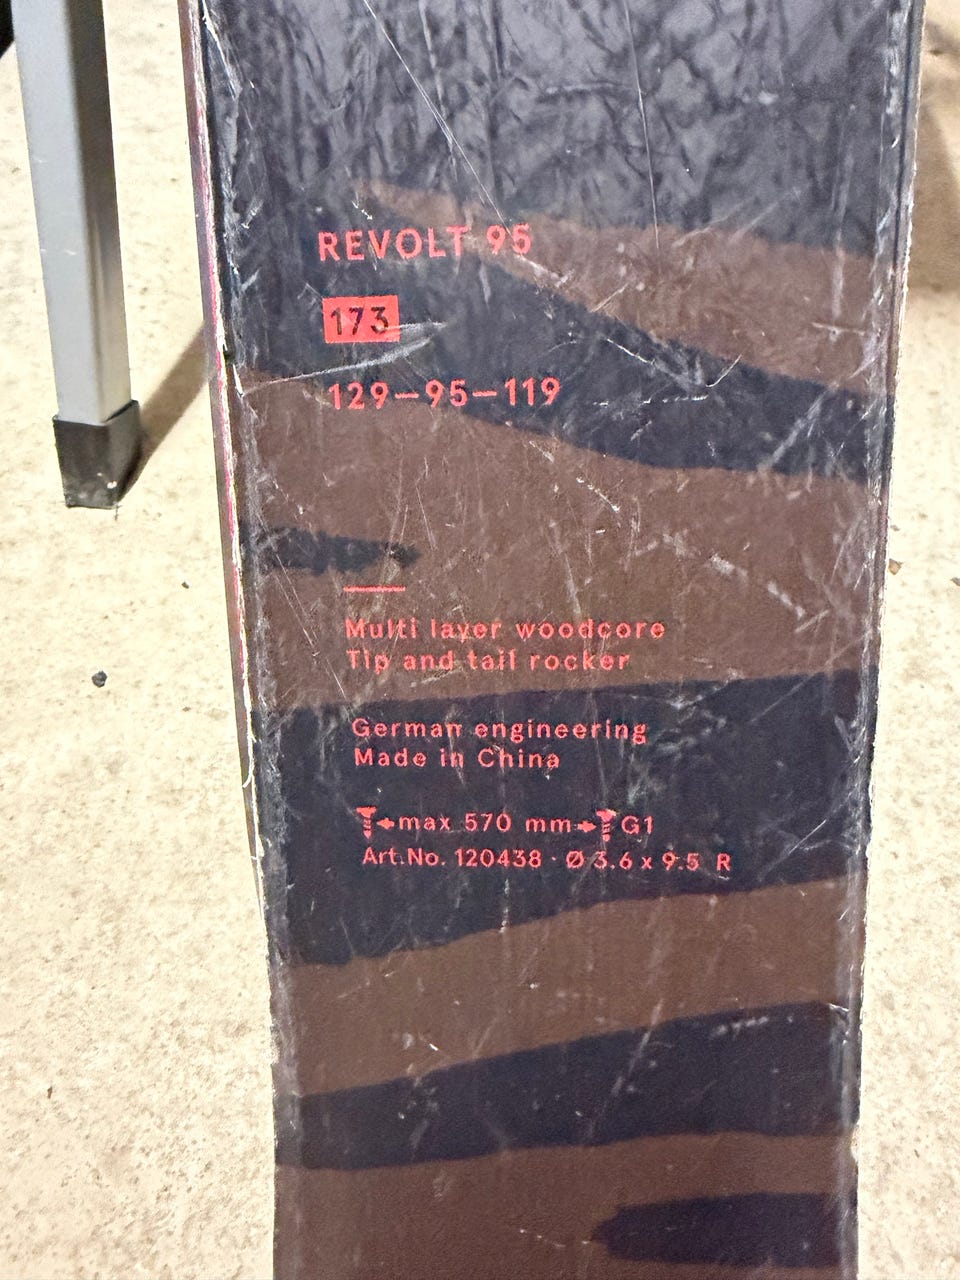 REVOLT 95
173
129–95–119
Multi layer woodcore
Tip and tail rocker
German engineering
Made in China
max 570 mm G1
Art.No. 120438 · Ø 3.6 x 9.5 R